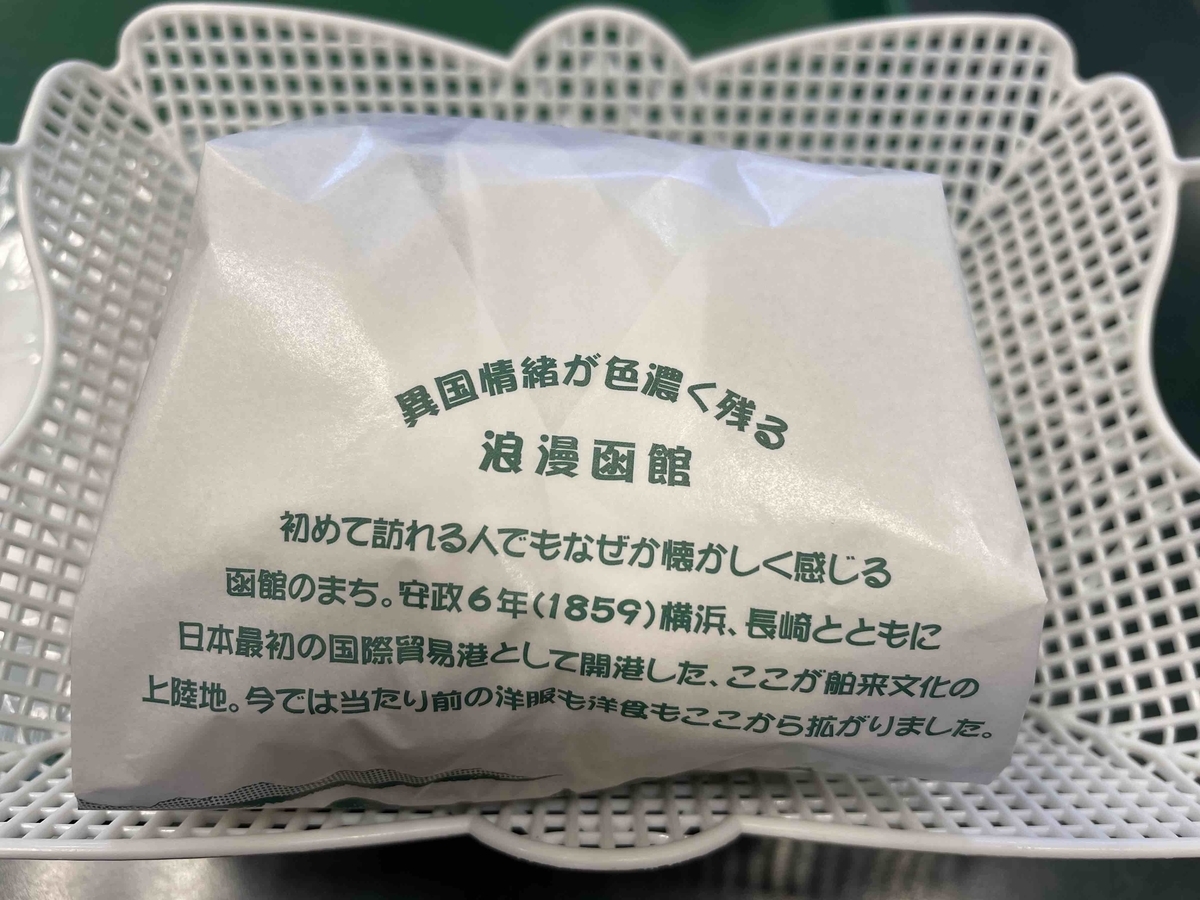 異国情緒が色濃く残る
浪漫函館
初めて訪れる人でもなぜか懐かしく感じる
函館のまち。安政6年(1859)横浜、長崎とともに
日本最初の国際貿易港として開港した、ここが舶来文化の
上陸地。今では当たり前の洋服も洋食もここから拡がりました。